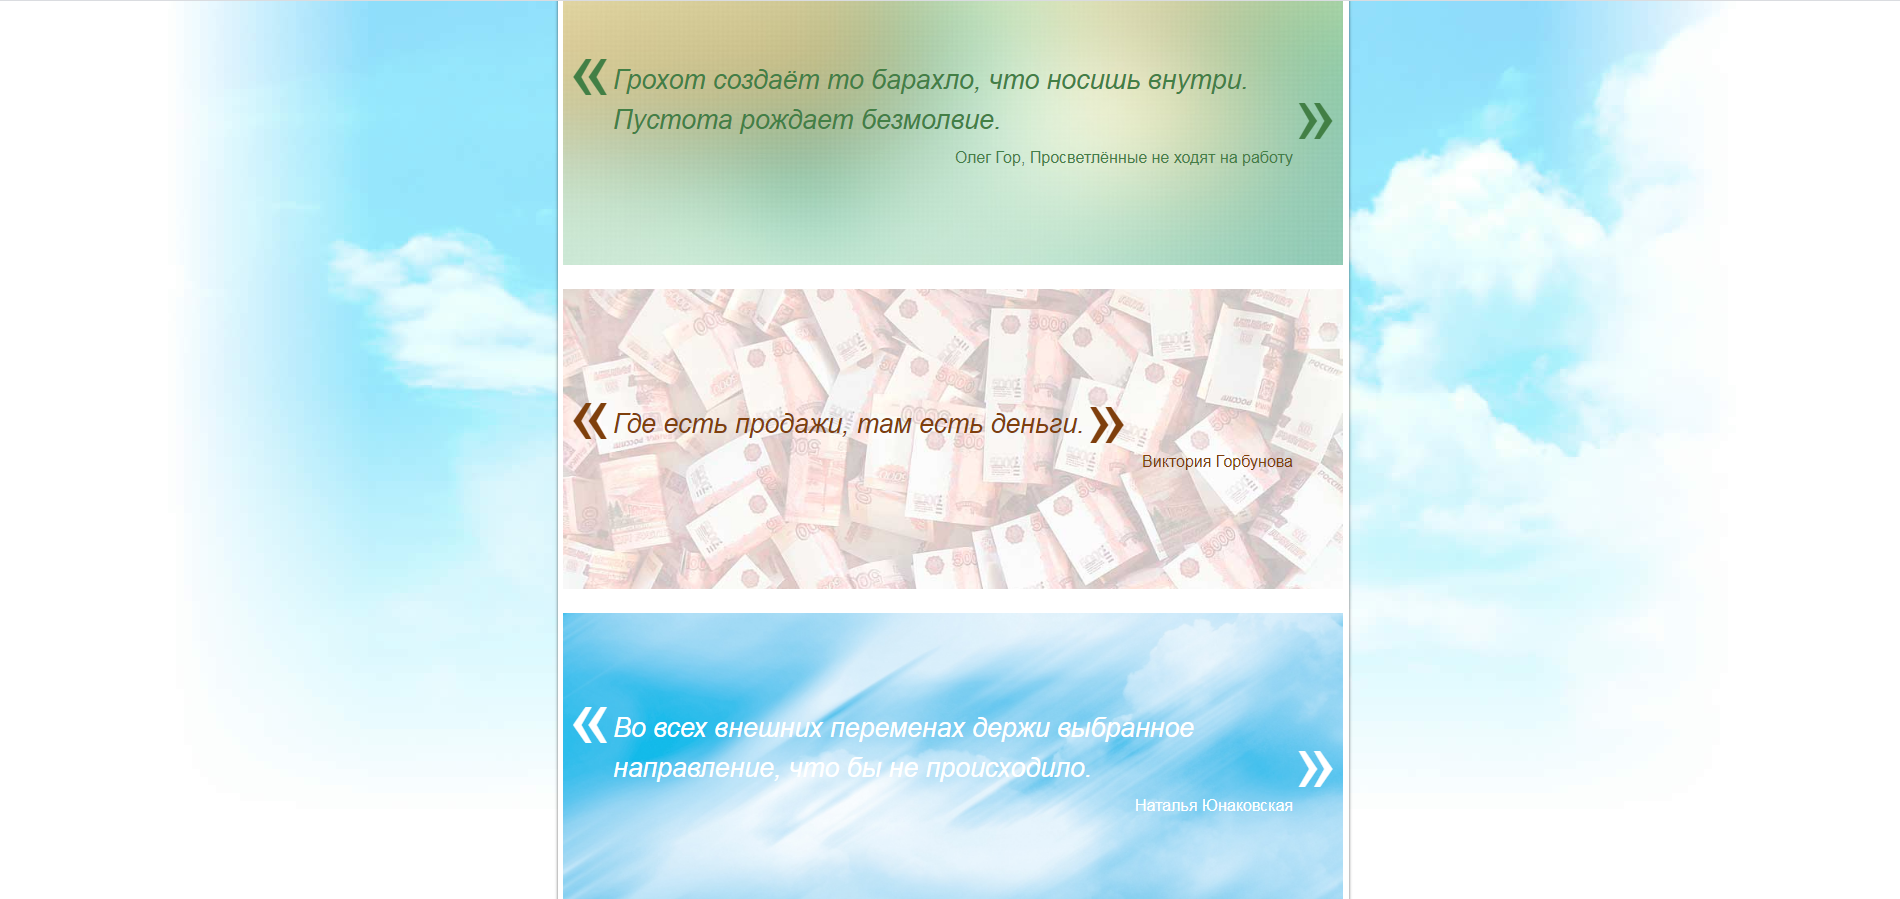 « Грохот создаёт то барахло, что носишь внутри.
Пустота рождает безмолвие. »
Олег Гор, Просветлённые не ходят на работу
« Где есть продажи, там есть деньги. »
Виктория Горбунова
« Во всех внешних переменах держи выбранное
направление, что бы не происходило. »
Наталья Юнаковская